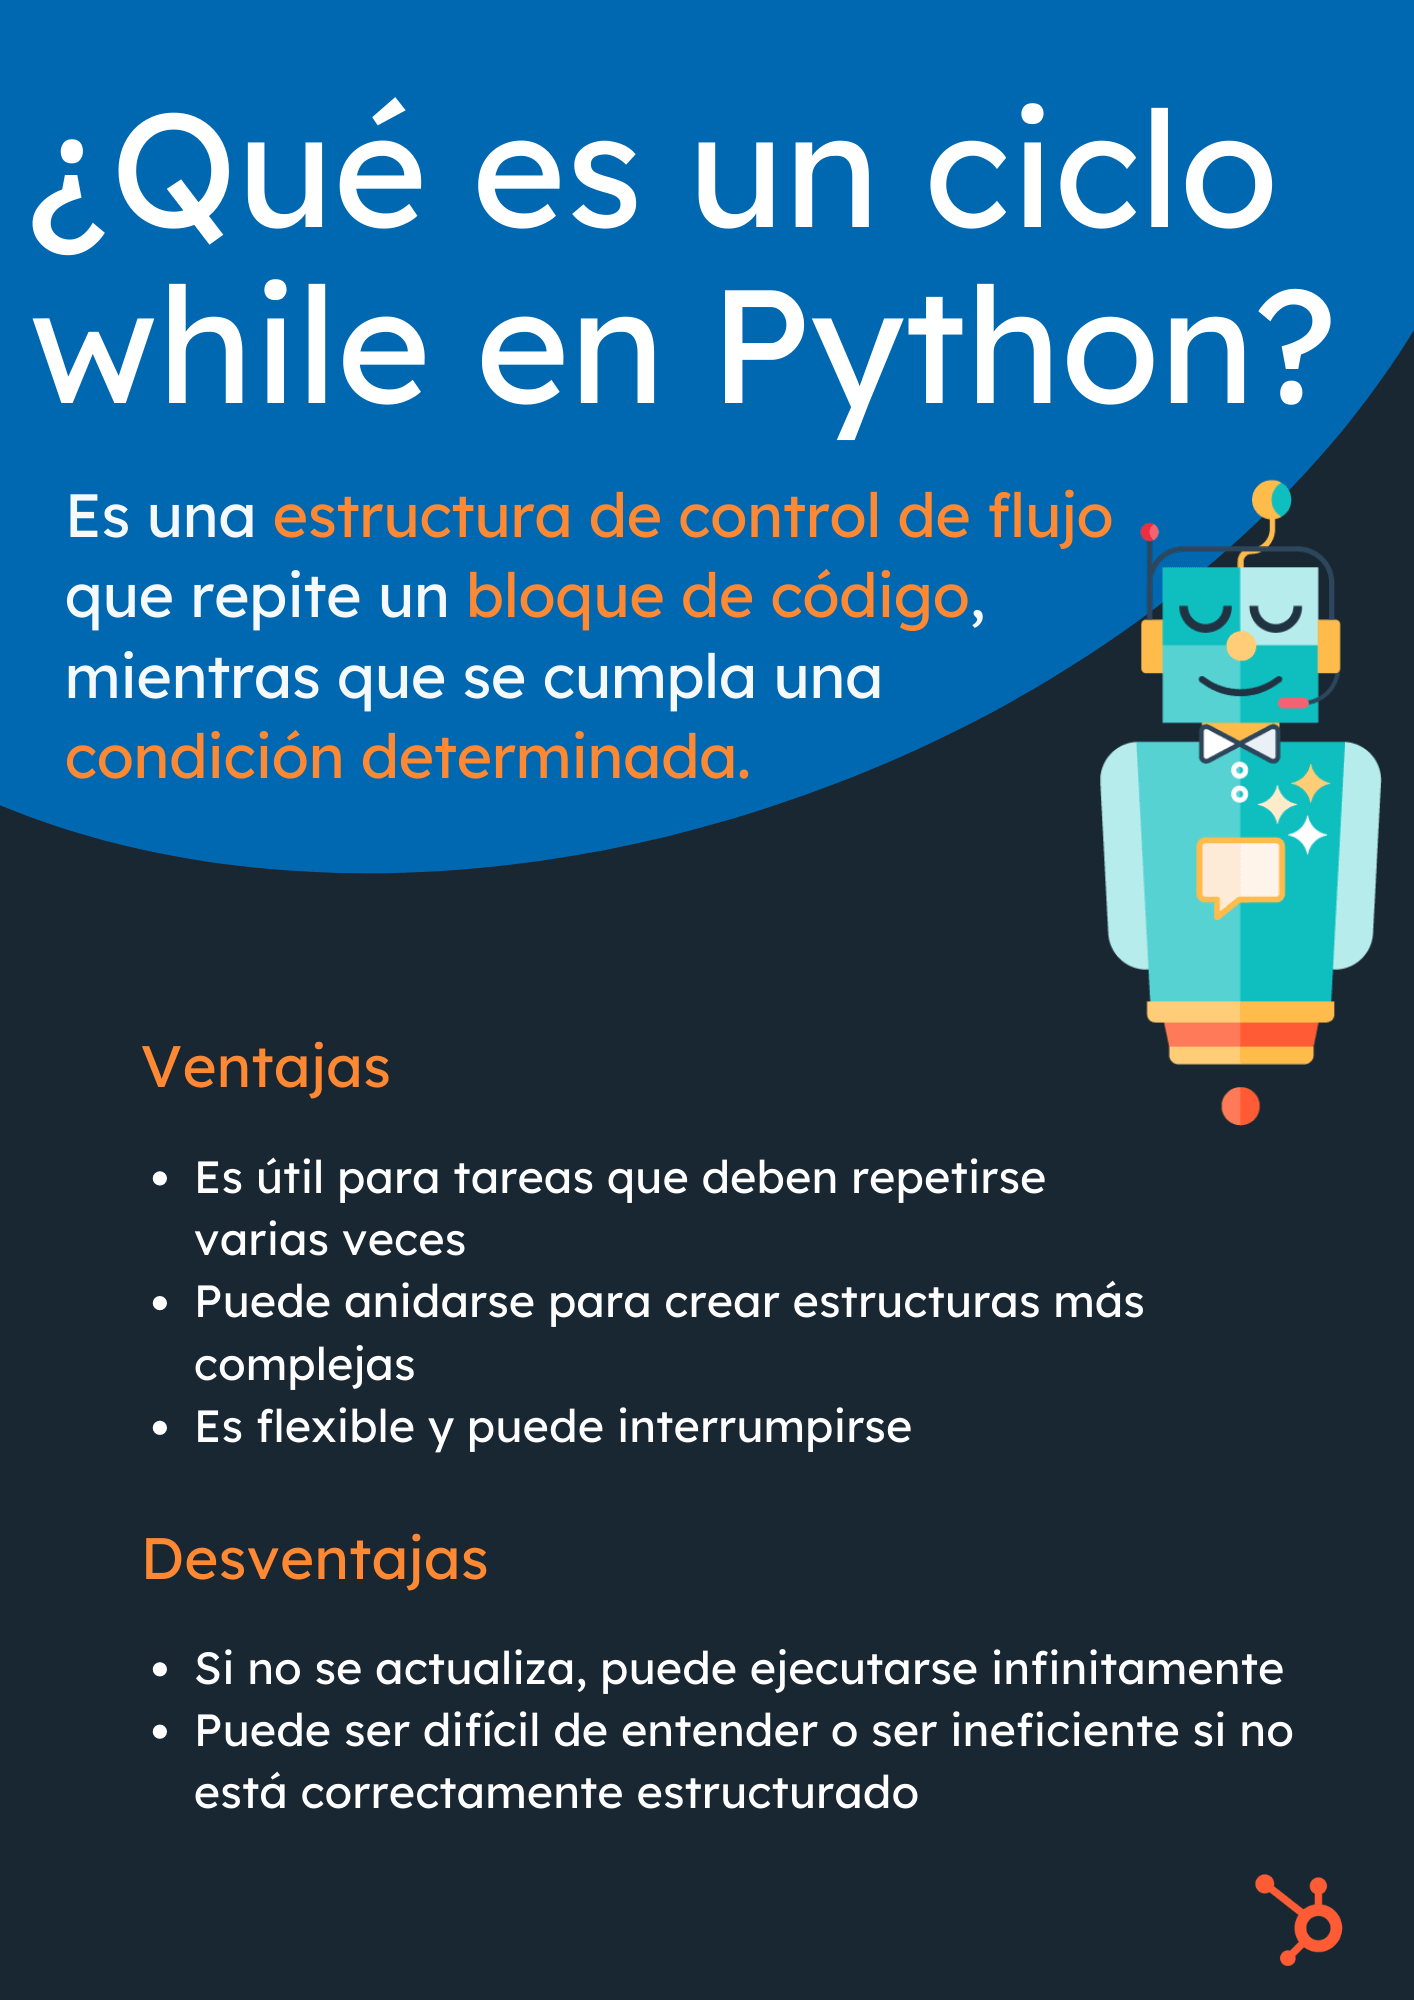 ¿Qué es un ciclo
while en Python?
Es una estructura de control de flujo
que repite un bloque de código,
mientras que se cumpla una
condición determinada.
Ventajas
• Es útil para tareas que deben repetirse
varias veces
• Puede anidarse para crear estructuras más
complejas
• Es flexible y puede interrumpirse
Desventajas
• Si no se actualiza, puede ejecutarse infinitamente
• Puede ser difícil de entender o ser ineficiente si no
está correctamente estructurado